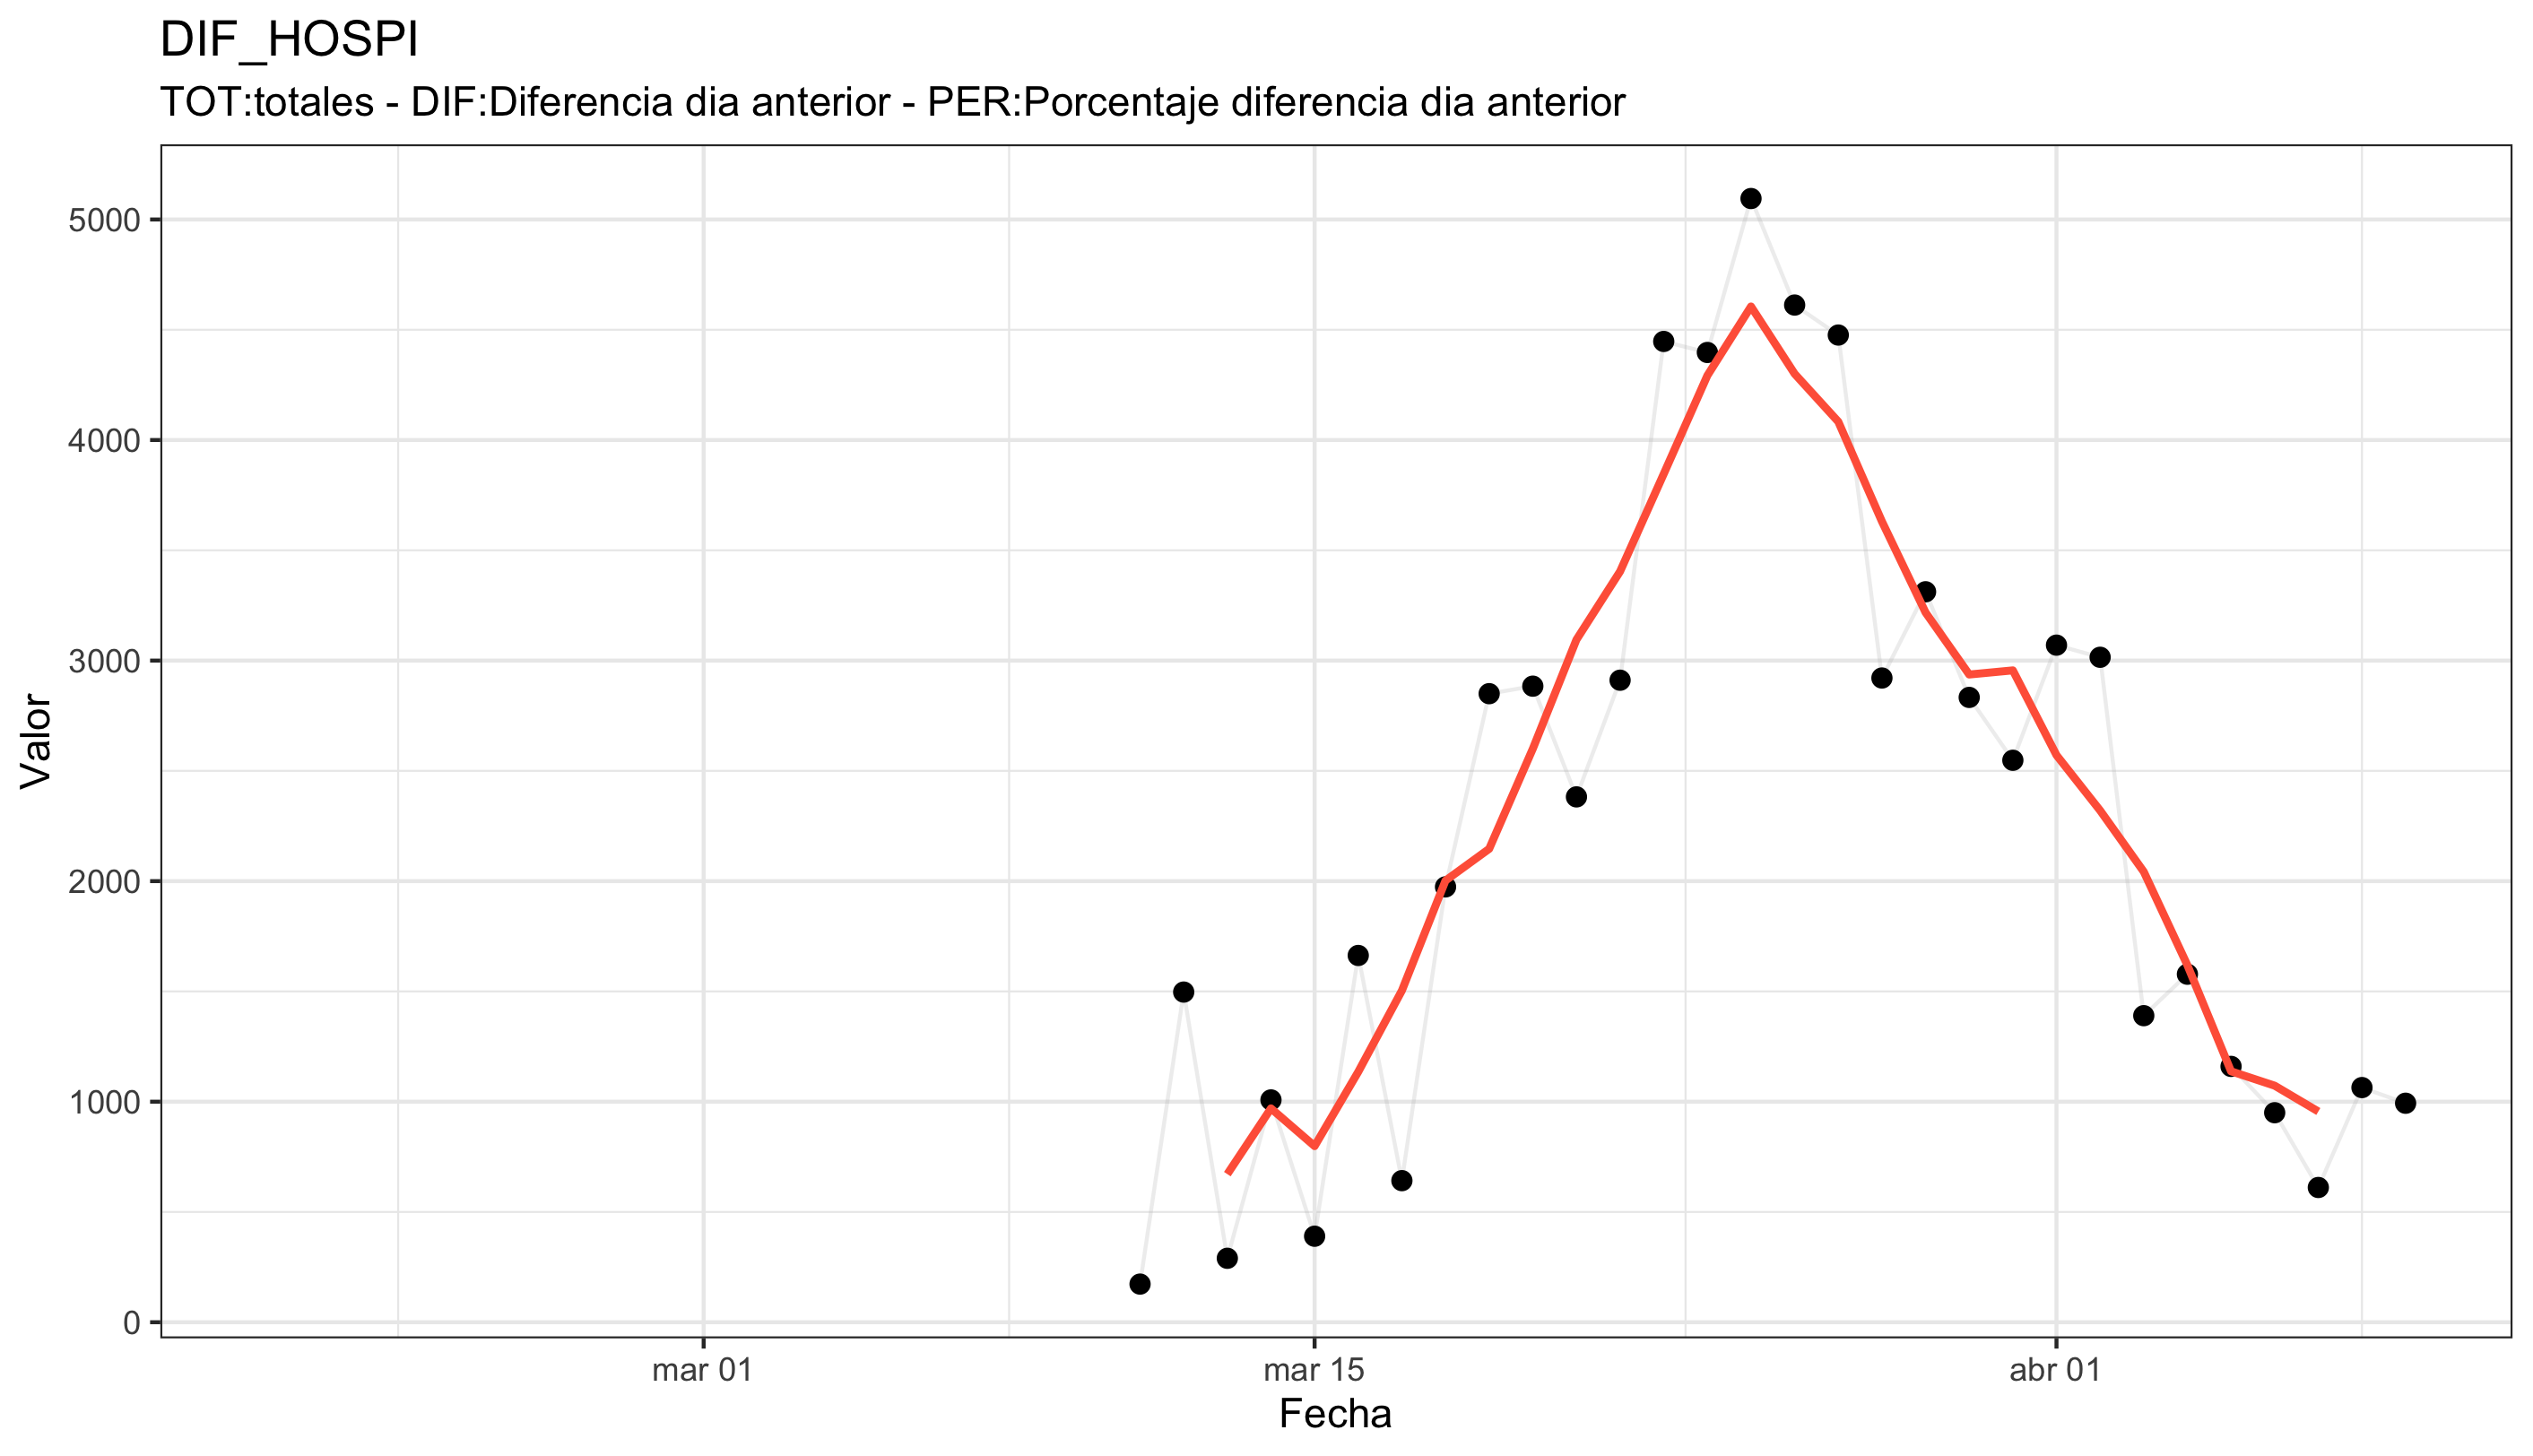 DIF_HOSPI
TOT:totales - DIF:Diferencia dia anterior - PER:Porcentaje diferencia dia anterior
5000
4000
3000
2000
1000
0
Valor
mar 01
mar 15
abr 01
Fecha